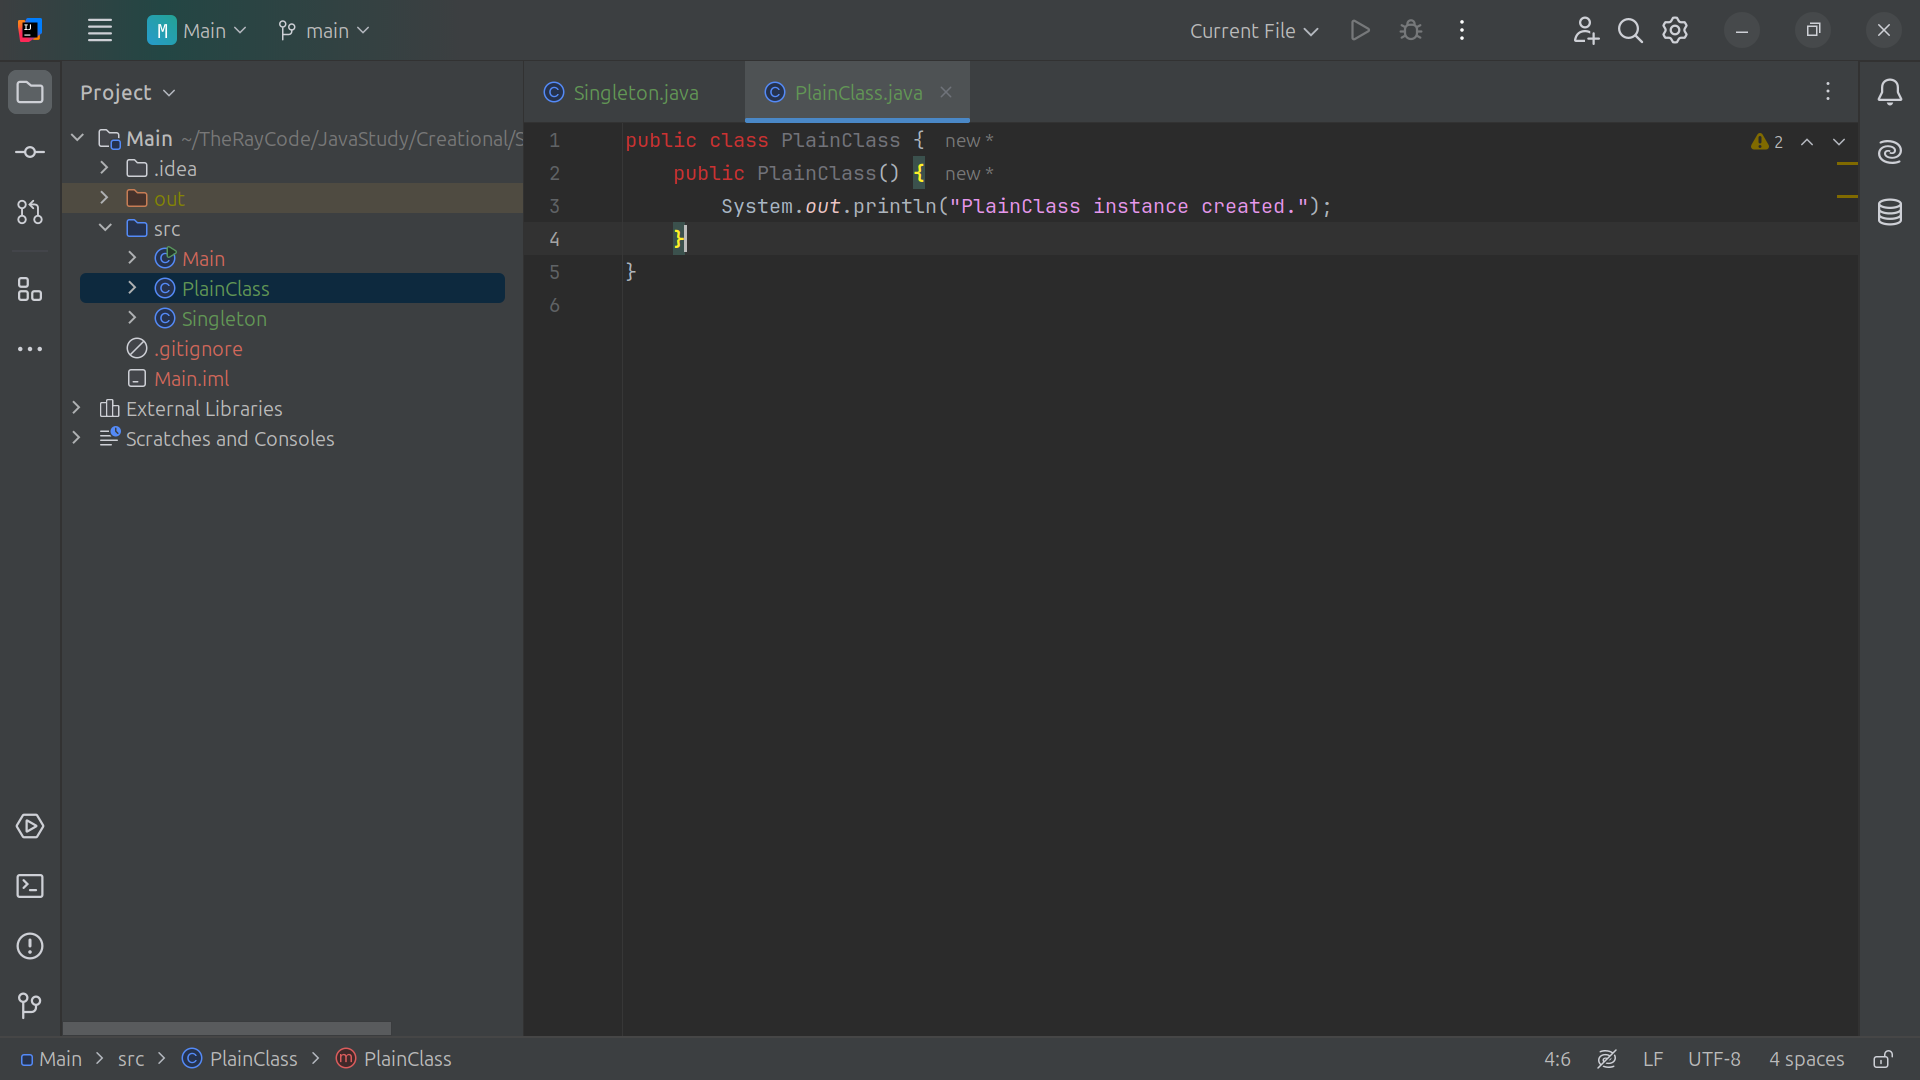 M Main main Current File
Project
Main ~/TheRayCode/JavaStudy/Creational/S
.idea
out
src
Main
PlainClass
Singleton
.gitignore
Main.iml
External Libraries
Scratches and Consoles
Singleton.java PlainClass.java
1 public class PlainClass { new *
2 public PlainClass() { new *
3 System.out.println("PlainClass instance created.");
4 }
5 }
6
2
Main > src > PlainClass > PlainClass
4:6 LF UTF-8 4 spaces